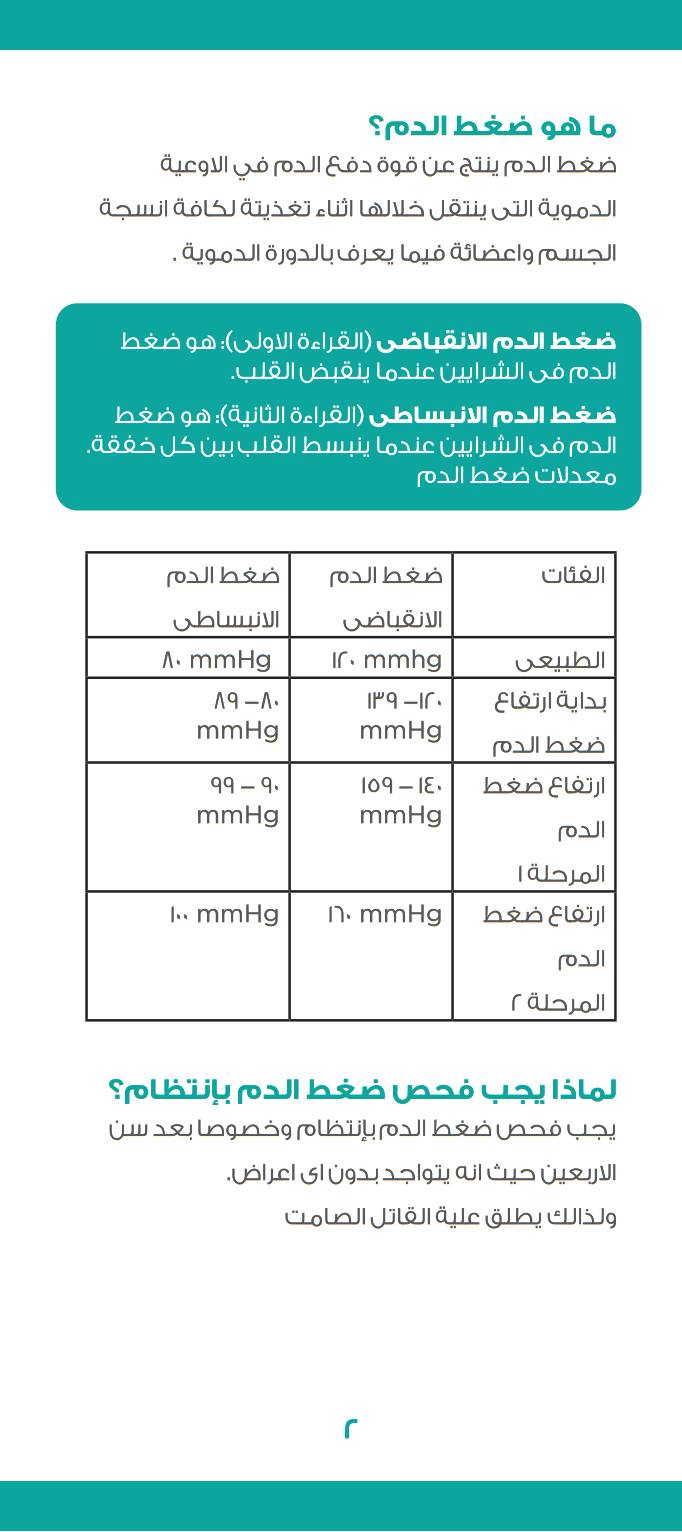 ما هو ضغط الدم؟
ضغط الدم ينتج عن قوة دفع الدم في الاوعية
الدموية التى ينتقل خلالها اثناء تغذيتة لكافة انسجة
الجسم واعضائة فيما يعرف بالدورة الدموية .
ضغط الدم الانقباضى (القراءة الاولى): هو ضغط
الدم فى الشرايين عندما ينقبض القلب.
ضغط الدم الانبساطى (القراءة الثانية): هو ضغط
الدم فى الشرايين عندما ينبسط القلب بين كل خفقة.
معدلات ضغط الدم
الفئات
ضغط الدم
الانقباضى
ضغط الدم
الانبساطى
الطبيعى
١٢٠ mmhg
٨٠ mmHg
بداية ارتفاع
ضغط الدم
١٢٠– ١٣٩
mmHg
٨٠– ٨٩
mmHg
ارتفاع ضغط
الدم
المرحلة ١
١٤٠ – ١٥٩
mmHg
٩٠ – ٩٩
mmHg
ارتفاع ضغط
الدم
المرحلة ٢
١٦٠ mmHg
١٠٠ mmHg
لماذا يجب فحص ضغط الدم بإنتظام؟
يجب فحص ضغط الدم بإنتظام وخصوصا بعد سن
الاربعين حيث انه يتواجد بدون اى اعراض.
ولذالك يطلق علية القاتل الصامت
٢